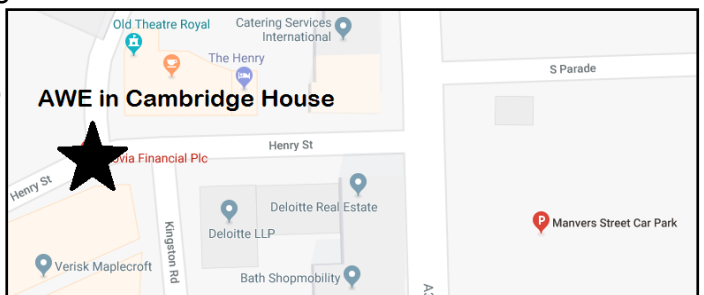 Old Theatre Royal
Catering Services
International
The Henry
S Parade
AWE in Cambridge House
Henry St
via Financial Plc
Henry St
Deloitte Real Estate
Manvers Street Car Park
Deloitte LLP
Kingston Rd
Verisk Maplecroft
Bath Shopmobility
P